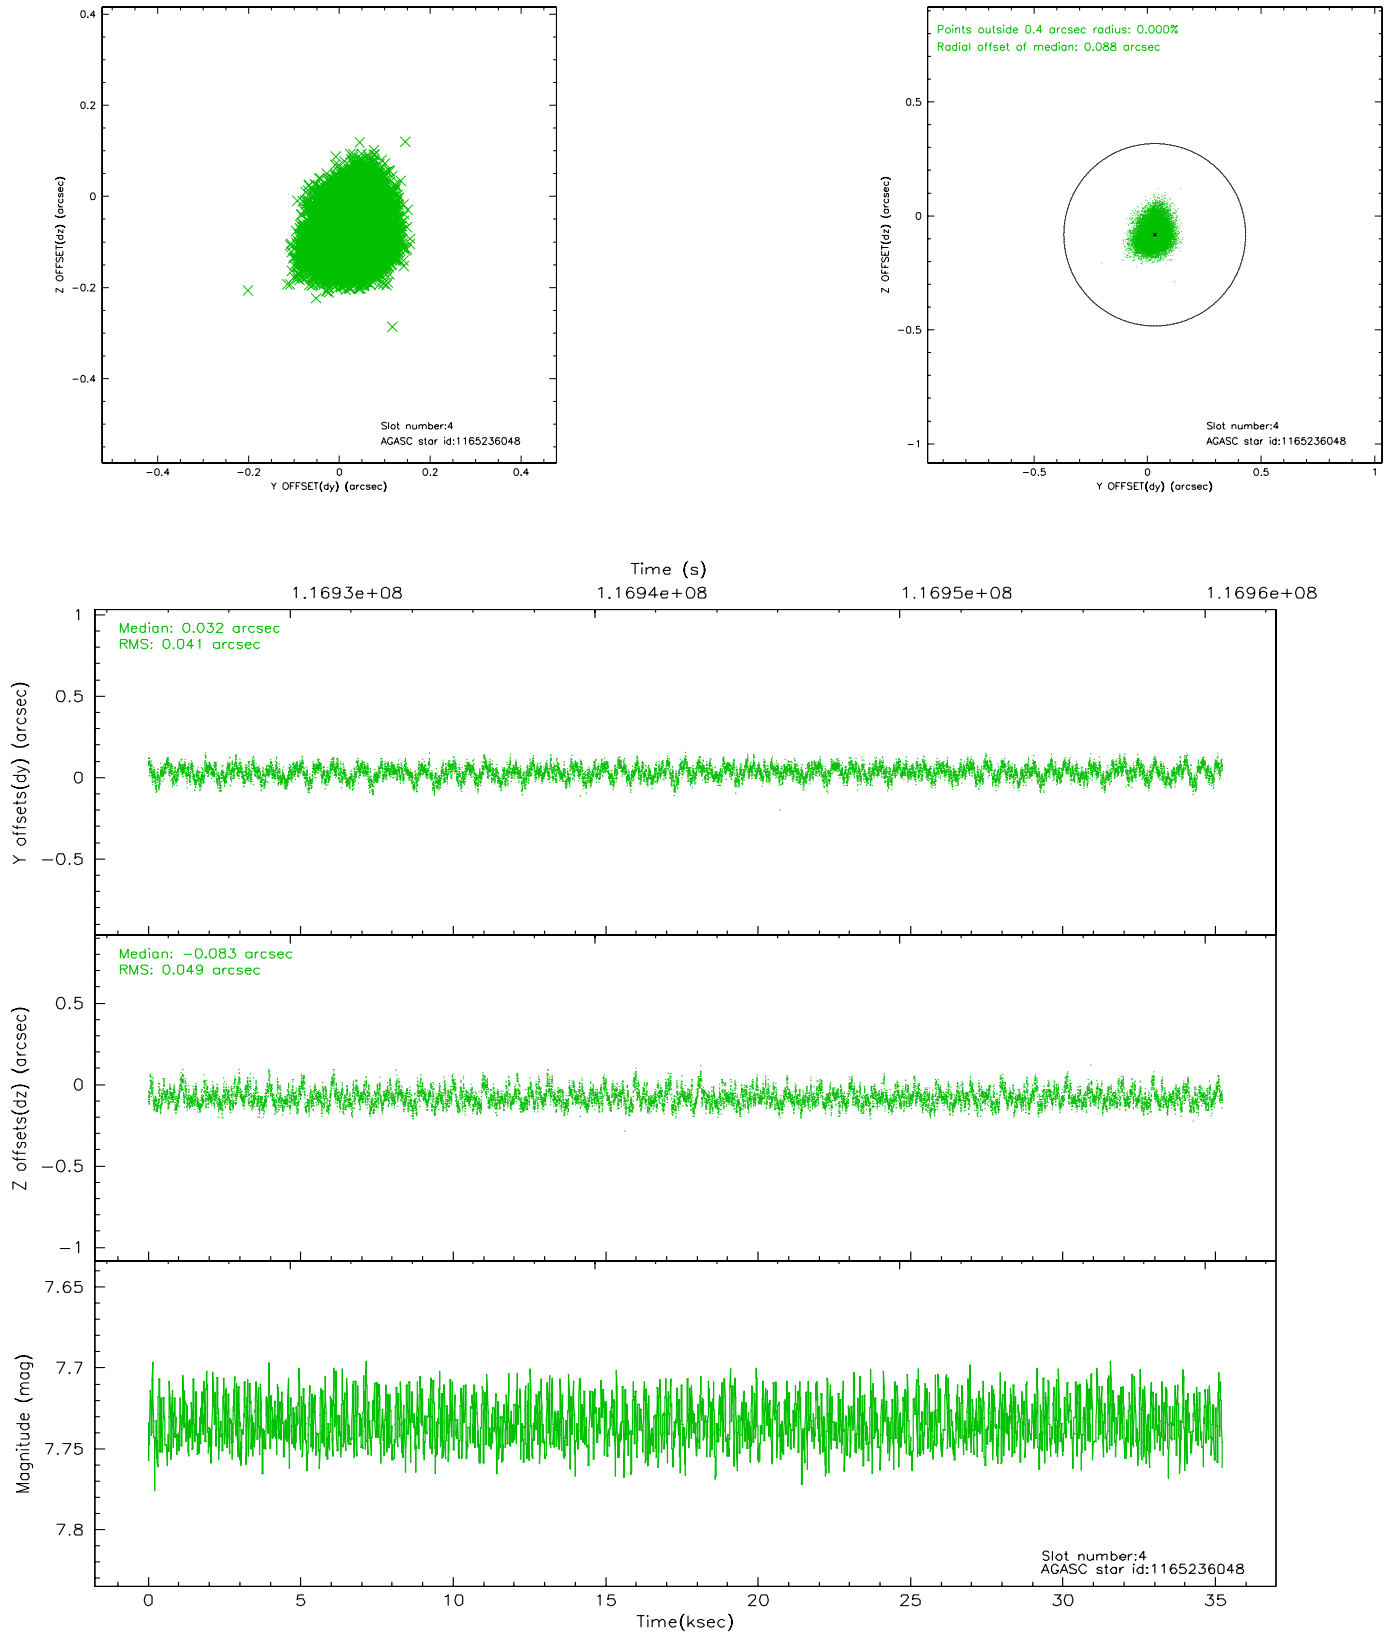 0.4
0.2
0
−0.2
−0.4
Z OFFSET(dz) (arcsec)
Slot number:4
AGASC star id:1165236048
−0.4 −0.2 0 0.2 0.4
Y OFFSET(dy) (arcsec)
Points outside 0.4 arcsec radius: 0.000%
Radial offset of median: 0.088 arcsec
0.5
0
−0.5
−1
Z OFFSET(dz) (arcsec)
Slot number:4
AGASC star id:1165236048
−0.5 0 0.5 1
Y OFFSET(dy) (arcsec)
Time (s)
1.1693e+08 1.1694e+08 1.1695e+08 1.1696e+08
Median: 0.032 arcsec
RMS: 0.041 arcsec
1
0.5
0
−0.5
Y offsets(dy) (arcsec)
Median: −0.083 arcsec
RMS: 0.049 arcsec
0.5
0
−0.5
−1
Z offsets(dz) (arcsec)
7.65
7.7
7.75
7.8
Magnitude (mag)
Slot number:4
AGASC star id:1165236048
0 5 10 15 20 25 30 35
Time(ksec)